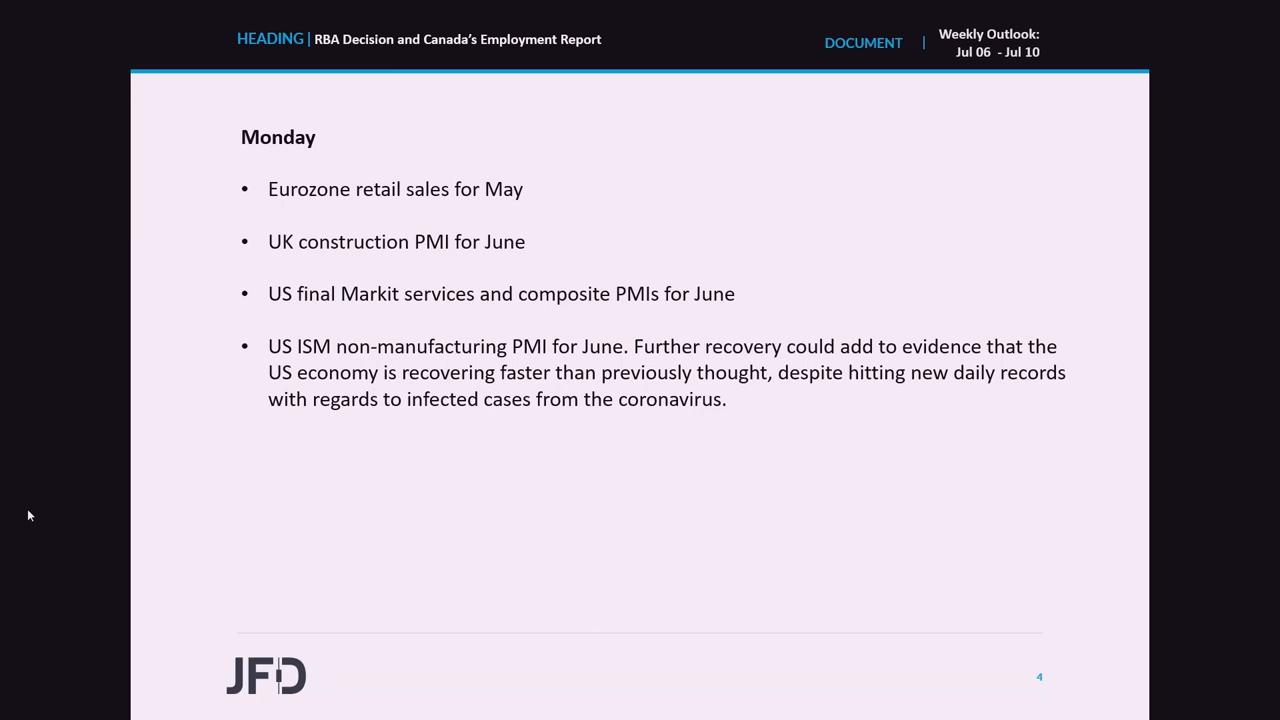 HEADING | RBA Decision and Canada's Employment Report
DOCUMENT | Weekly Outlook:
Jul 06 - Jul 10
Monday
• Eurozone retail sales for May
• UK construction PMI for June
• US final Markit services and composite PMIs for June
• US ISM non-manufacturing PMI for June. Further recovery could add to evidence that the
US economy is recovering faster than previously thought, despite hitting new daily records
with regards to infected cases from the coronavirus.
JFD
4